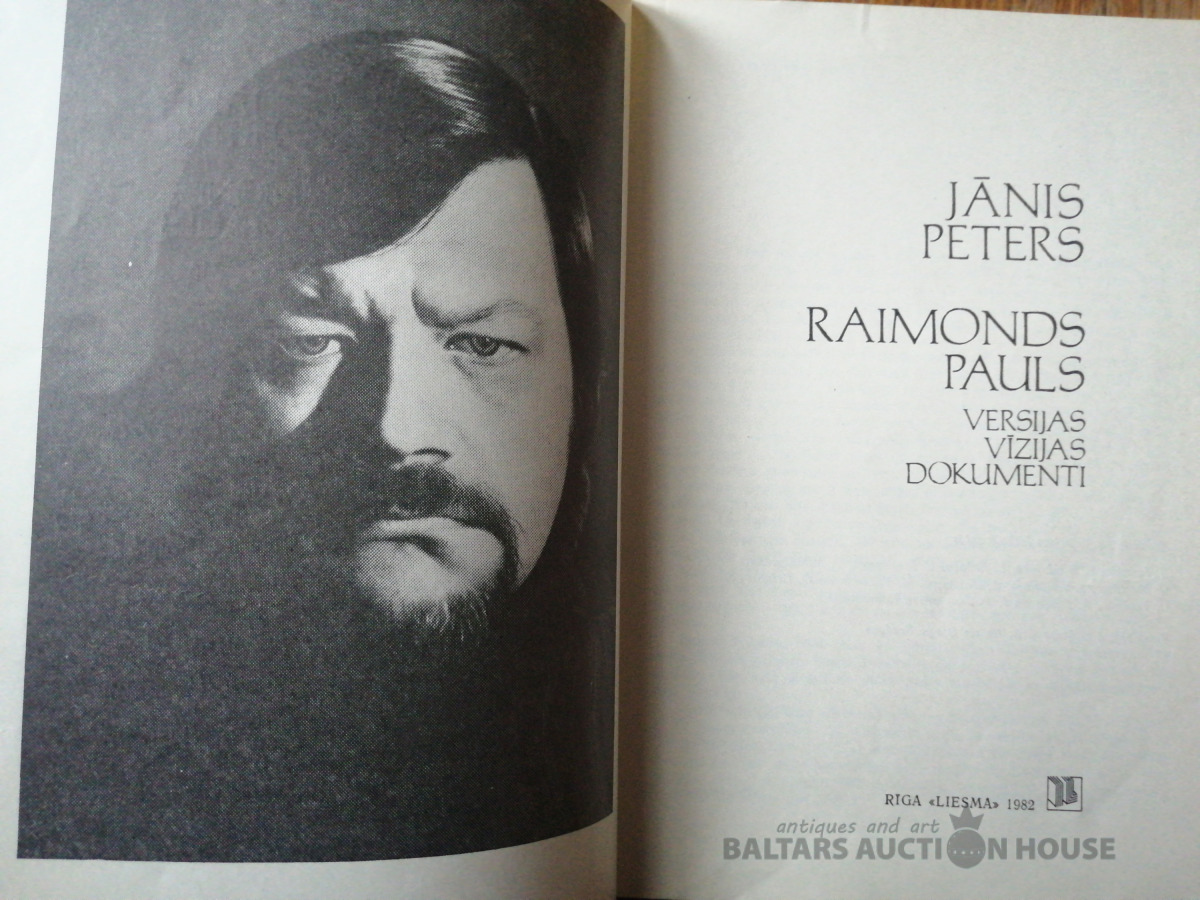 JĀNIS
PETERS
RAIMONDS
PAULS
VERSIJAS
VĪZIJAS
DOKUMENTI
RĪGA «LIESMA» 1982
antiques and art
BALTARS AUCTION HOUSE